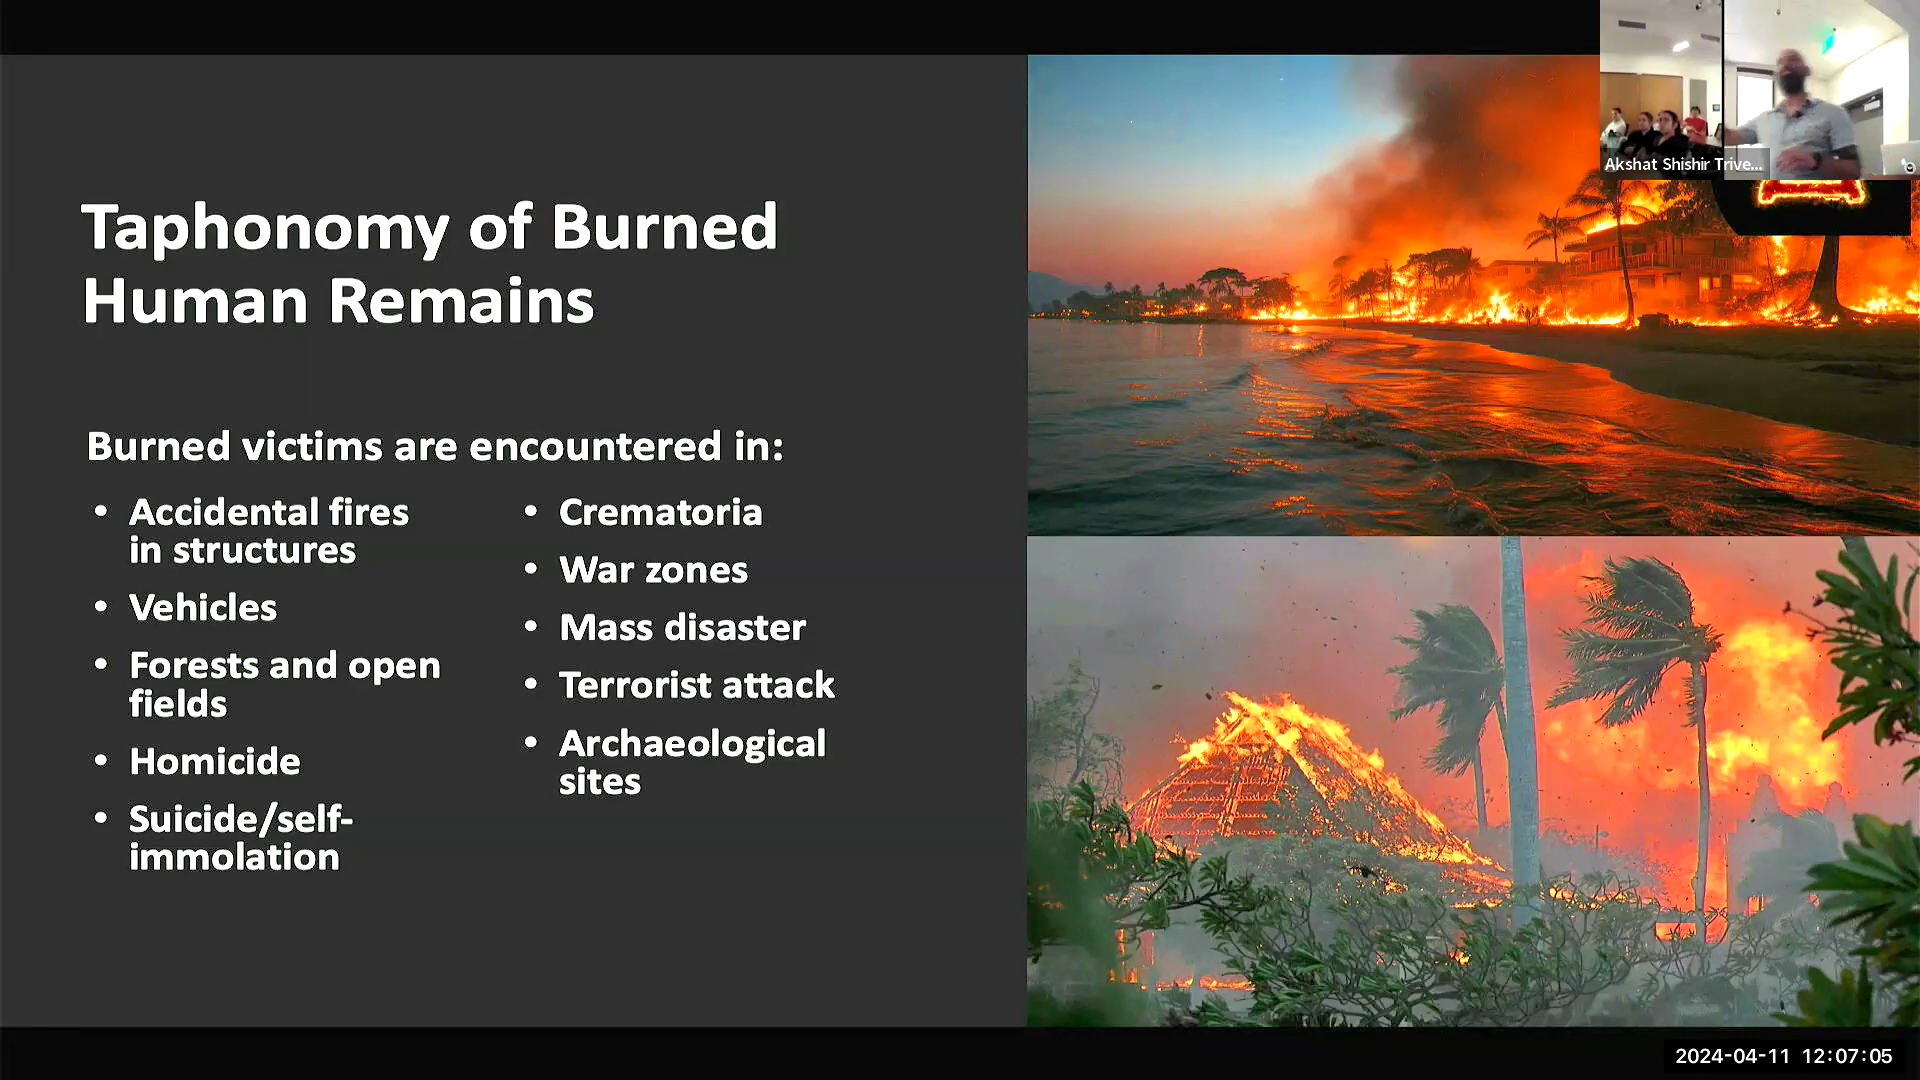 Taphonomy of Burned
Human Remains
Burned victims are encountered in:
• Accidental fires
in structures
• Vehicles
• Forests and open
fields
• Homicide
• Suicide/self-
immolation
• Crematoria
• War zones
• Mass disaster
• Terrorist attack
• Archaeological
sites
Akshat Shishir Trive...
2024-04-11 12:07:05